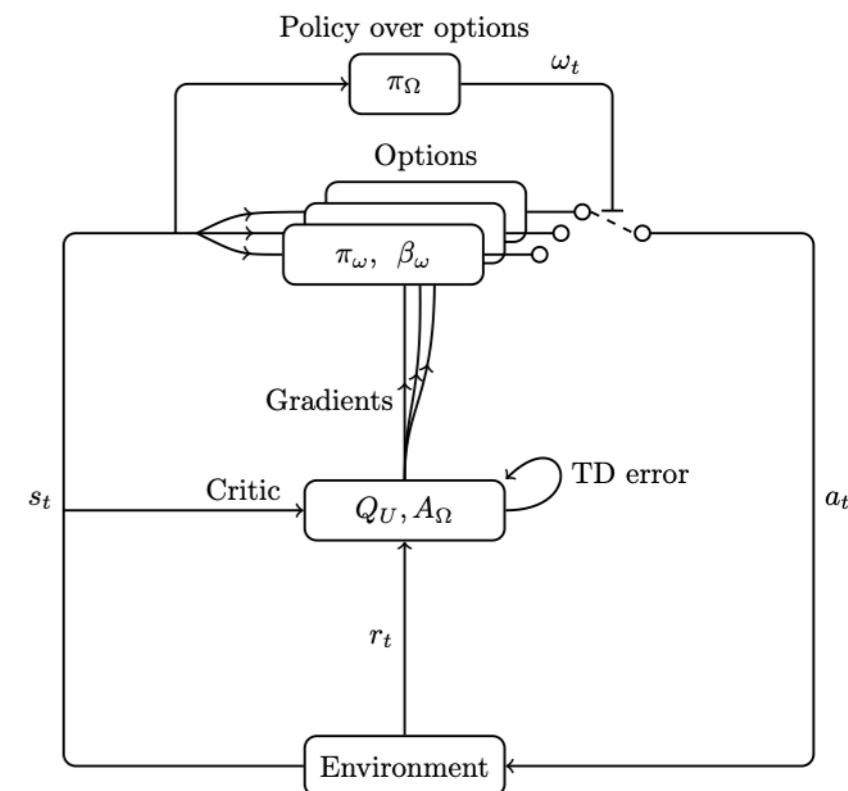 Policy over options
π_Ω
ω_t
Options
π_ω, β_ω
Gradients
Critic
TD error
s_t
Q_U, A_Ω
a_t
r_t
Environment